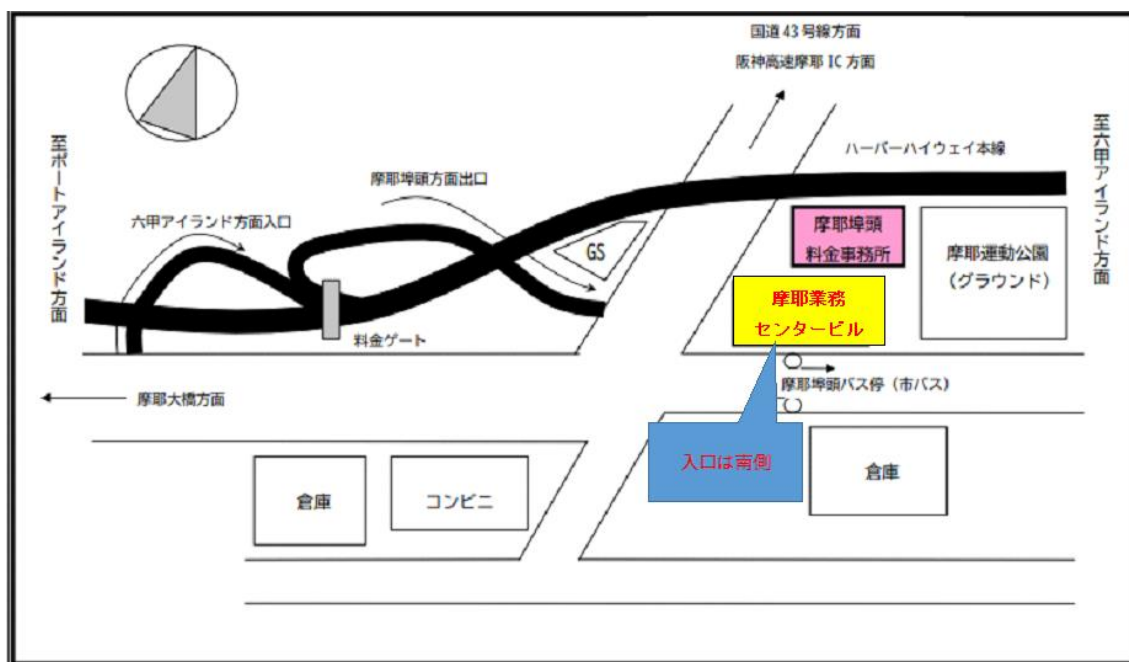 国道43号線方面
阪神高速摩耶IC方面
ハーバーハイウェイ本線
至ポートアイランド方面
至六甲アイランド方面
摩耶埠頭方面出口
六甲アイランド方面入口
GS
摩耶埠頭
料金事務所
摩耶運動公園
(グラウンド)
摩耶業務
センタービル
料金ゲート
摩耶埠頭バス停(市バス)
摩耶大橋方面
入口は南側
倉庫
コンビニ
倉庫